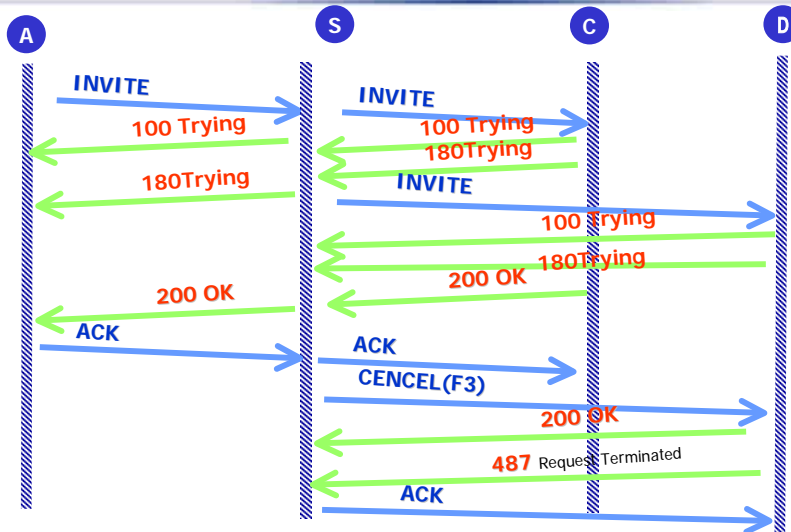 A
S
C
D
INVITE
INVITE
100 Trying
100 Trying
180Trying
180Trying
INVITE
100 Trying
180Trying
200 OK
200 OK
ACK
ACK
CENCEL(F3)
200 OK
487 Request Terminated
ACK